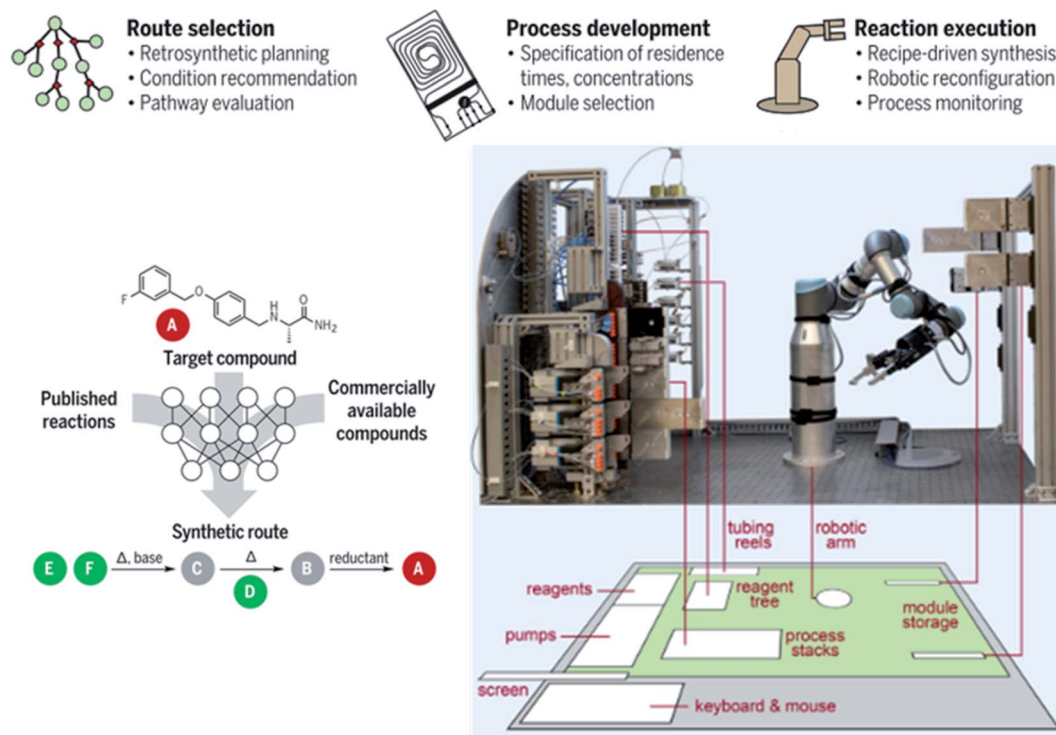 Route selection
• Retrosynthetic planning
• Condition recommendation
• Pathway evaluation
Process development
• Specification of residence
times, concentrations
• Module selection
Reaction execution
• Recipe-driven synthesis
• Robotic reconfiguration
• Process monitoring
F
O
H
N
O
NH₂
A
Target compound
Published
reactions
Commercially
available
compounds
Synthetic route
E F Δ, base C Δ B reductant A
D
tubing
reels
robotic
arm
reagents
reagent
tree
module
storage
pumps
process
stacks
screen
keyboard & mouse